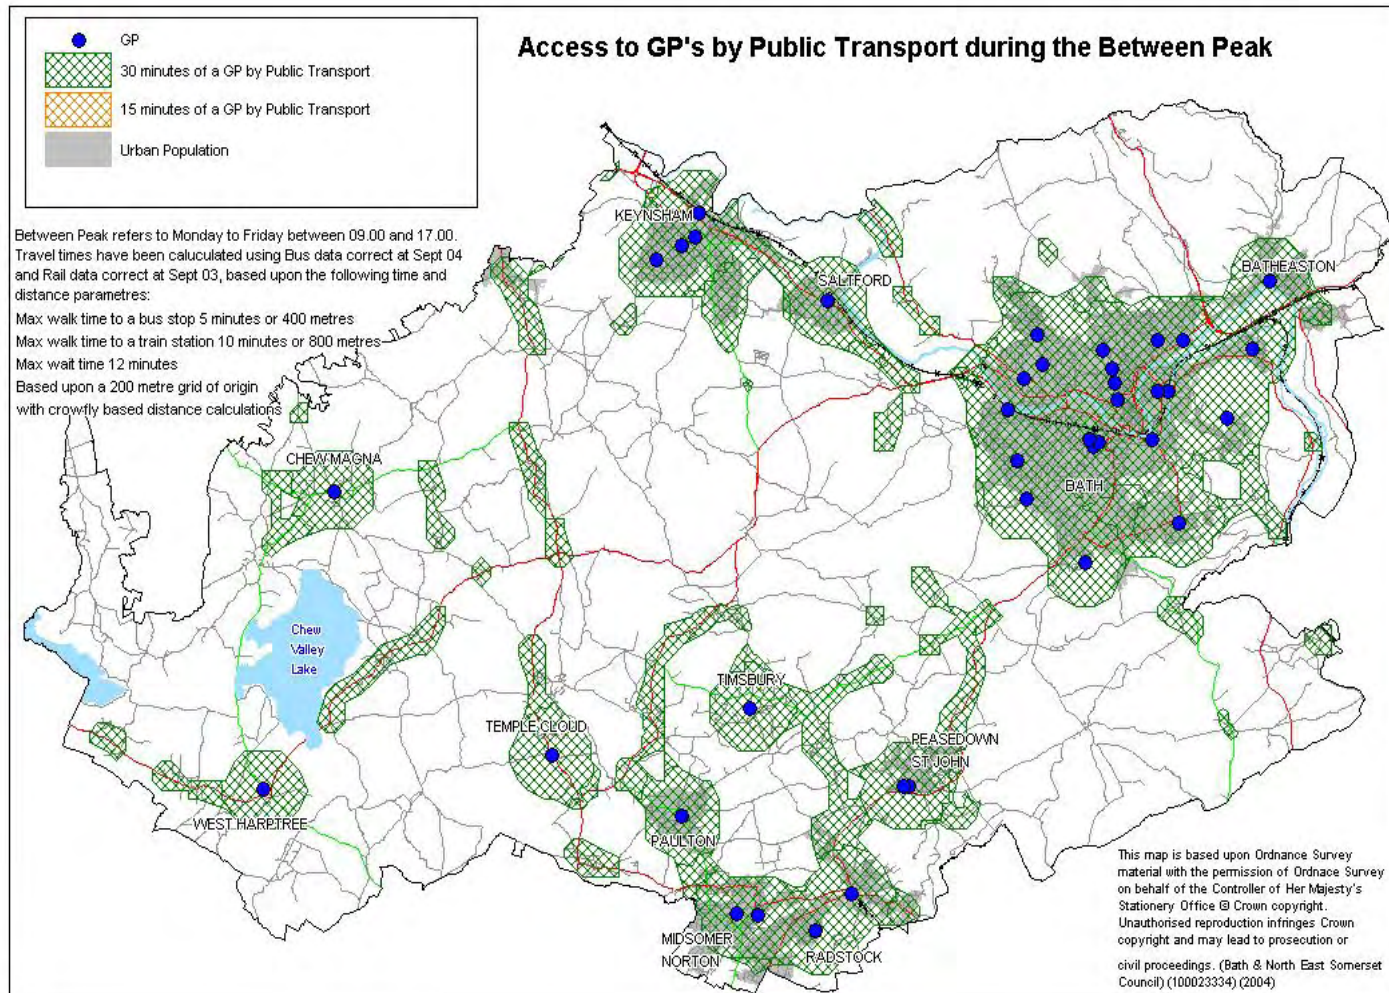 Access to GP's by Public Transport during the Between Peak
GP
30 minutes of a GP by Public Transport
15 minutes of a GP by Public Transport
Urban Population
Between Peak refers to Monday to Friday between 09.00 and 17.00.
Travel times have been caluculated using Bus data correct at Sept 04
and Rail data correct at Sept 03, based upon the following time and
distance parametres:
Max walk time to a bus stop 5 minutes or 400 metres
Max walk time to a train station 10 minutes or 800 metres
Max wait time 12 minutes
Based upon a 200 metre grid of origin
with crowfly based distance calculations
KEYNSHAM
SALTFORD
BATHEASTON
CHEW MAGNA
BATH
Chew
Valley
Lake
TIMSBURY
TEMPLE CLOUD
PEASEDOWN
ST JOHN
WEST HARPTREE
PAULTON
MIDSOMER
NORTON
RADSTOCK
This map is based upon Ordnance Survey
material with the permission of Ordnace Survey
on behalf of the Controller of Her Majesty's
Stationery Office © Crown copyright.
Unauthorised reproduction infringes Crown
copyright and may lead to prosecution or
civil proceedings. (Bath & North East Somerset
Council) (100023334) (2004)